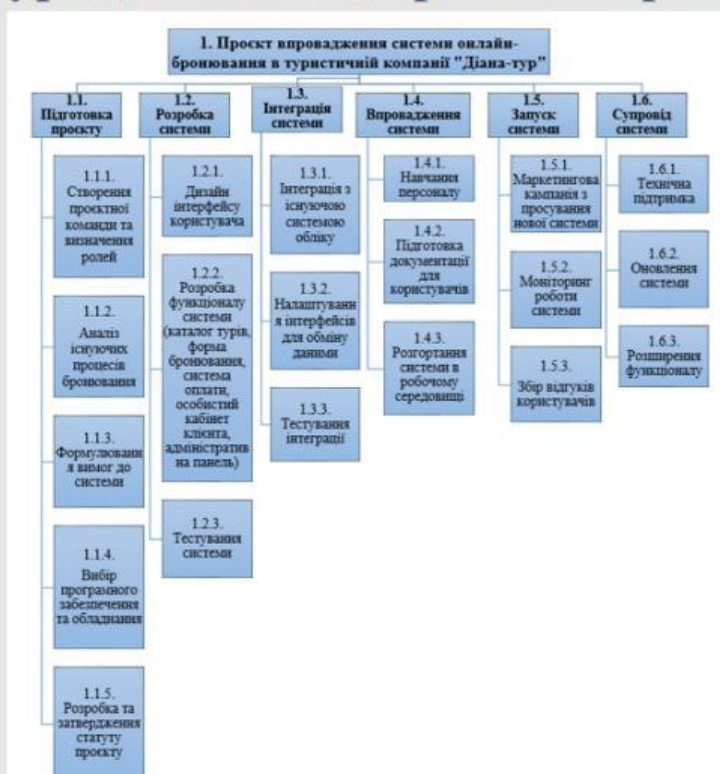 1. Проєкт впровадження системи онлайн-
бронювання в туристичній компанії "Діана-тур"
1.1.
Підготовка
проєкту
1.1.1.
Створення
проєктної
команди та
визначення
ролей
1.1.2.
Аналіз
існуючих
процесів
бронювання
1.1.3.
Формулюванн
я вимог до
системи
1.1.4.
Вибір
програмного
забезпечення
та обладнання
1.1.5.
Розробка та
затвердження
статуту
проєкту
1.2.
Розробка
системи
1.2.1.
Дизайн
інтерфейсу
користувача
1.2.2.
Розробка
функціоналу
системи
(каталог турів,
форма
бронювання,
система
оплати,
особистий
кабінет
клієнта,
адміністратив
на панель)
1.2.3.
Тестування
системи
1.3.
Інтеграція
системи
1.3.1.
Інтеграція з
існуючою
системою
обліку
1.3.2.
Налаштуванн
я інтерфейсів
для обміну
даними
1.3.3.
Тестування
інтеграції
1.4.
Впровадження
системи
1.4.1.
Навчання
персоналу
1.4.2.
Підготовка
документації
для
користувачів
1.4.3.
Розгортання
системи в
робочому
середовищі
1.5.
Запуск
системи
1.5.1.
Маркетингова
кампанія з
просування
нової системи
1.5.2.
Моніторинг
роботи
системи
1.5.3.
Збір відгуків
користувачів
1.6.
Супровід
системи
1.6.1.
Технічна
підтримка
1.6.2.
Оновлення
системи
1.6.3.
Розширення
функціоналу